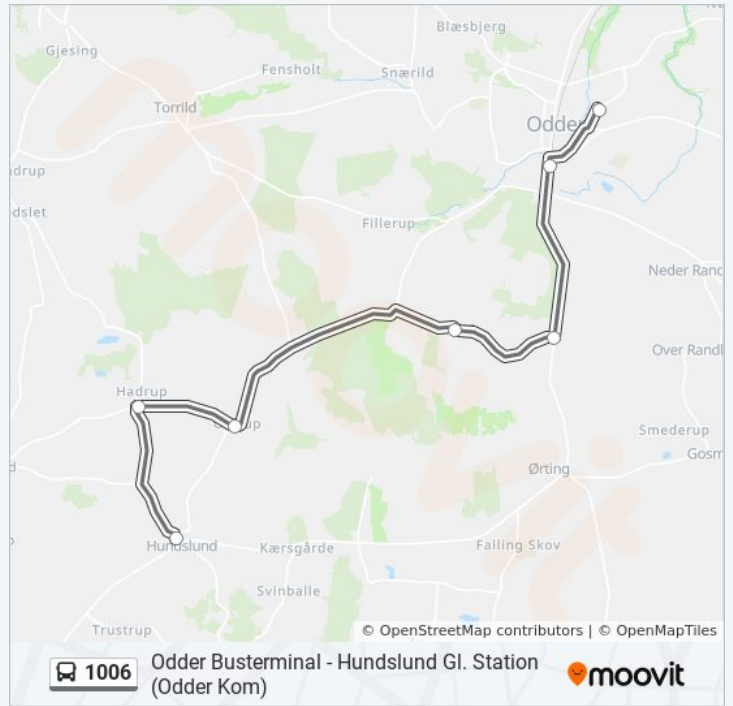 Blæsbjerg
Gjesing
Fensholt
Snærild
Torrild
Odder
drup
dslet
Fillerup
Neder Rand
Over Randl
Hadrup
Smederup
Gosm
Ørting
Hundslund
Kærsgårde
Falling Skov
Svinballe
Trustrup
© OpenStreetMap contributors | © OpenMapTiles
1006
Odder Busterminal - Hundslund Gl. Station
(Odder Kom)
moovit